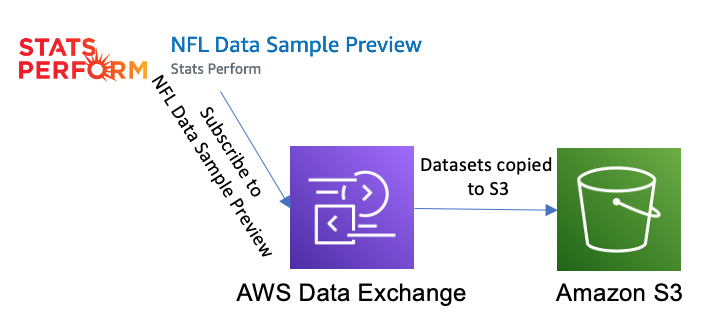 STATS
PERFORM
NFL Data Sample Preview
Stats Perform
Subscribe to
NFL Data Sample Preview
Datasets copied
to S3
AWS Data Exchange
Amazon S3